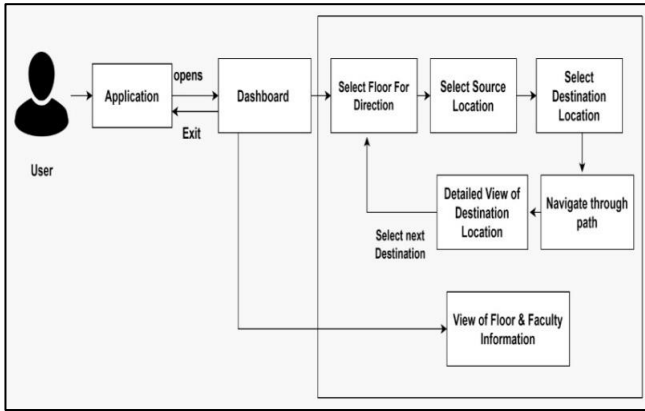 opens
Application
Dashboard
Exit
User
Select Floor For
Direction
Select Source
Location
Select
Destination
Location
Navigate through
path
Detailed View of
Destination
Location
Select next
Destination
View of Floor & Faculty
Information